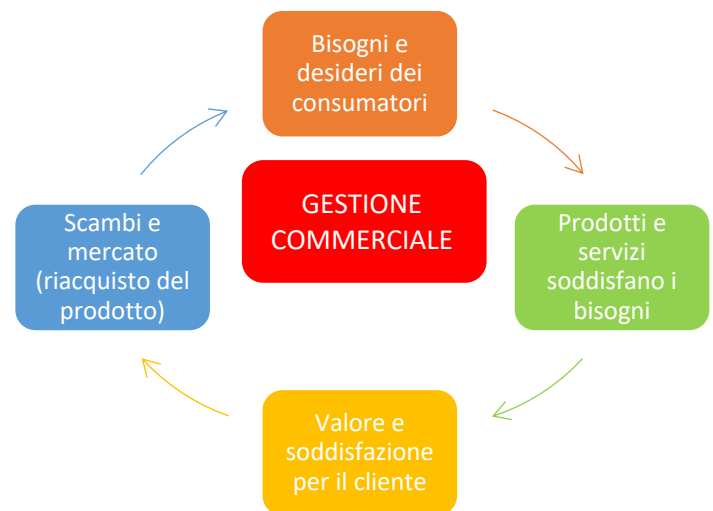 Bisogni e
desideri dei
consumatori
GESTIONE
COMMERCIALE
Scambi e
mercato
(riacquisto del
prodotto)
Prodotti e
servizi
soddisfano i
bisogni
Valore e
soddisfazione
per il cliente